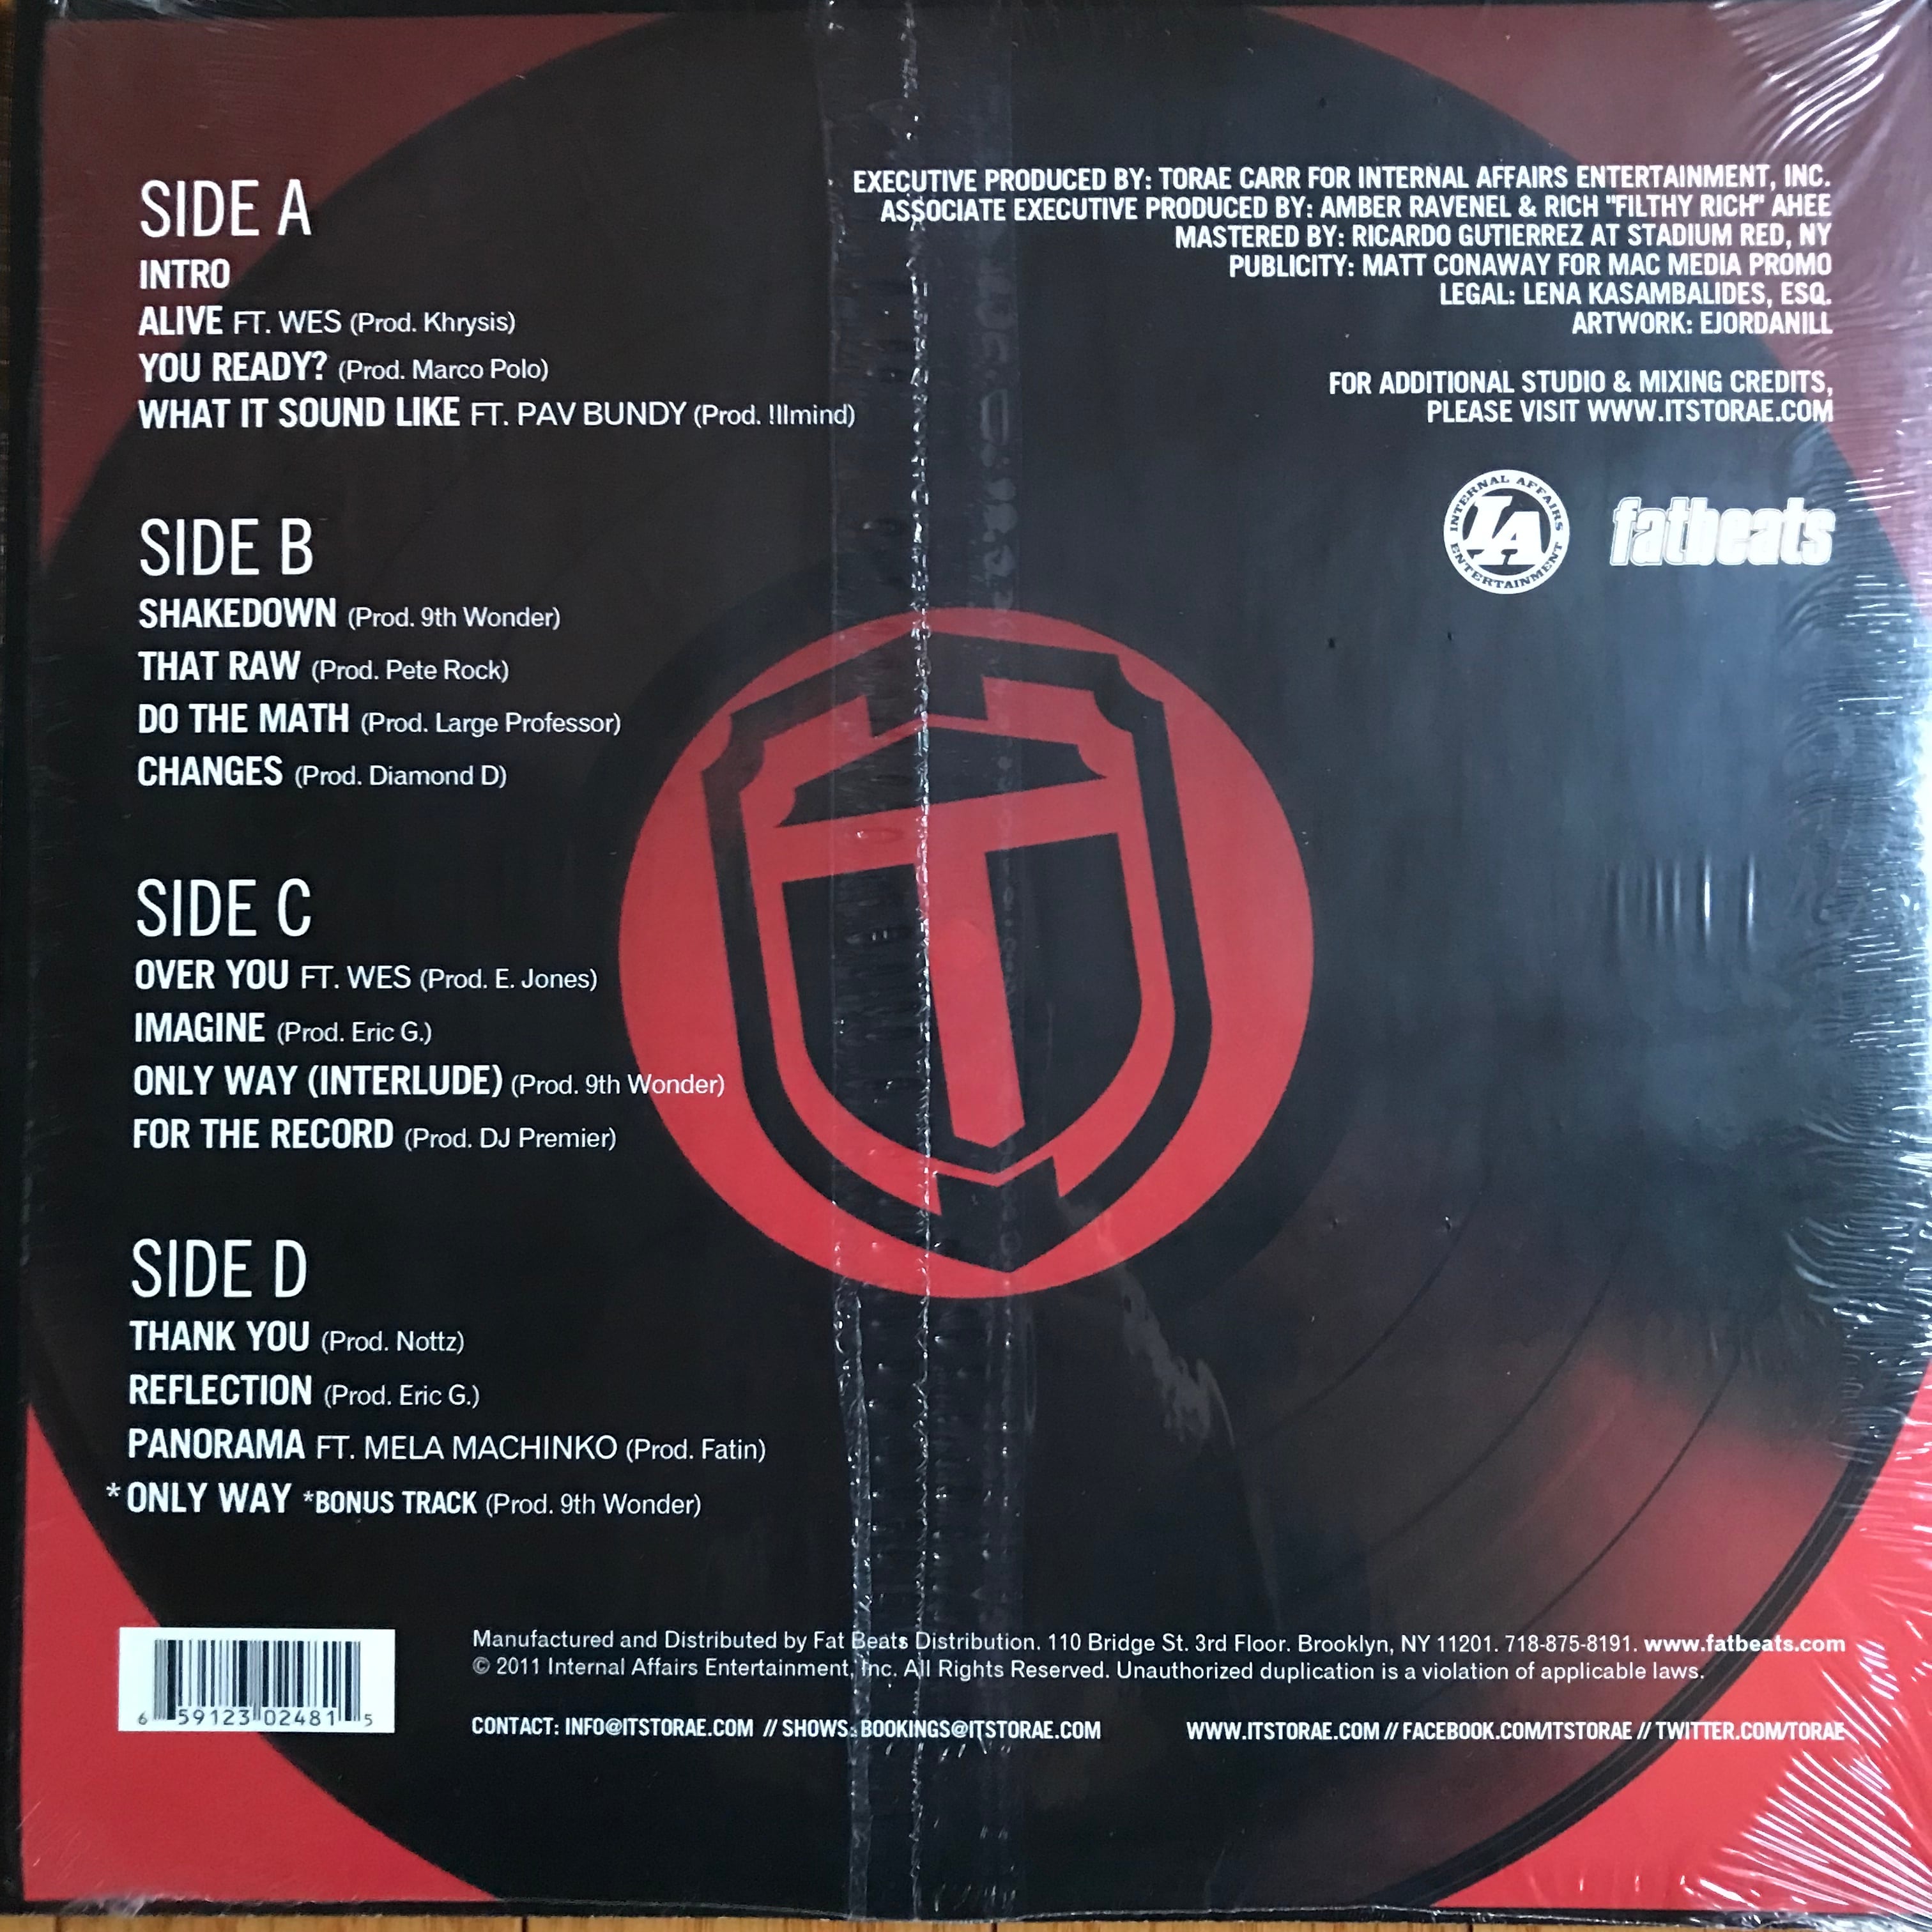 SIDE A
INTRO
ALIVE FT. WES (Prod. Khrysis)
YOU READY? (Prod. Marco Polo)
WHAT IT SOUND LIKE FT. PAV BUNDY (Prod. !llmind)
SIDE B
SHAKEDOWN (Prod. 9th Wonder)
THAT RAW (Prod. Pete Rock)
DO THE MATH (Prod. Large Professor)
CHANGES (Prod. Diamond D)
SIDE C
OVER YOU FT. WES (Prod. E. Jones)
IMAGINE (Prod. Eric G.)
ONLY WAY (INTERLUDE) (Prod. 9th Wonder)
FOR THE RECORD (Prod. DJ Premier)
SIDE D
THANK YOU (Prod. Nottz)
REFLECTION (Prod. Eric G.)
PANORAMA FT. MELA MACHINKO (Prod. Fatin)
*ONLY WAY *BONUS TRACK (Prod. 9th Wonder)
EXECUTIVE PRODUCED BY: TORAE CARR FOR INTERNAL AFFAIRS ENTERTAINMENT, INC.
ASSOCIATE EXECUTIVE PRODUCED BY: AMBER RAVENEL & RICH "FILTHY RICH" AHEE
MASTERED BY: RICARDO GUTIERREZ AT STADIUM RED, NY
PUBLICITY: MATT CONAWAY FOR MAC MEDIA PROMO
LEGAL: LENA KASAMBALIDES, ESQ.
ARTWORK: EJORDANILL
FOR ADDITIONAL STUDIO & MIXING CREDITS,
PLEASE VISIT WWW.ITSTORAE.COM
INTERNAL AFFAIRS
IA
ENTERTAINMENT
fatbeats
T
6 59123 02481 5
Manufactured and Distributed by Fat Beats Distribution. 110 Bridge St. 3rd Floor. Brooklyn, NY 11201. 718-875-8191. www.fatbeats.com
© 2011 Internal Affairs Entertainment, Inc. All Rights Reserved. Unauthorized duplication is a violation of applicable laws.
CONTACT: INFO@ITSTORAE.COM // SHOWS: BOOKINGS@ITSTORAE.COM
WWW.ITSTORAE.COM // FACEBOOK.COM/ITSTORAE // TWITTER.COM/TORAE